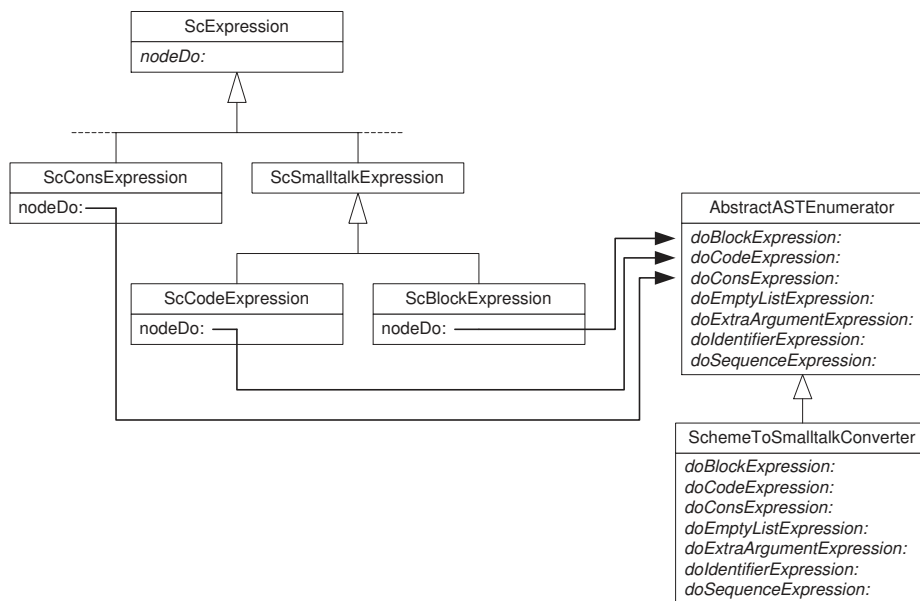 ScExpression
nodeDo:
ScConsExpression
nodeDo:
ScSmalltalkExpression
ScCodeExpression
nodeDo:
ScBlockExpression
nodeDo:
AbstractASTEnumerator
doBlockExpression:
doCodeExpression:
doConsExpression:
doEmptyListExpression:
doExtraArgumentExpression:
doIdentifierExpression:
doSequenceExpression:
SchemeToSmalltalkConverter
doBlockExpression:
doCodeExpression:
doConsExpression:
doEmptyListExpression:
doExtraArgumentExpression:
doIdentifierExpression:
doSequenceExpression: